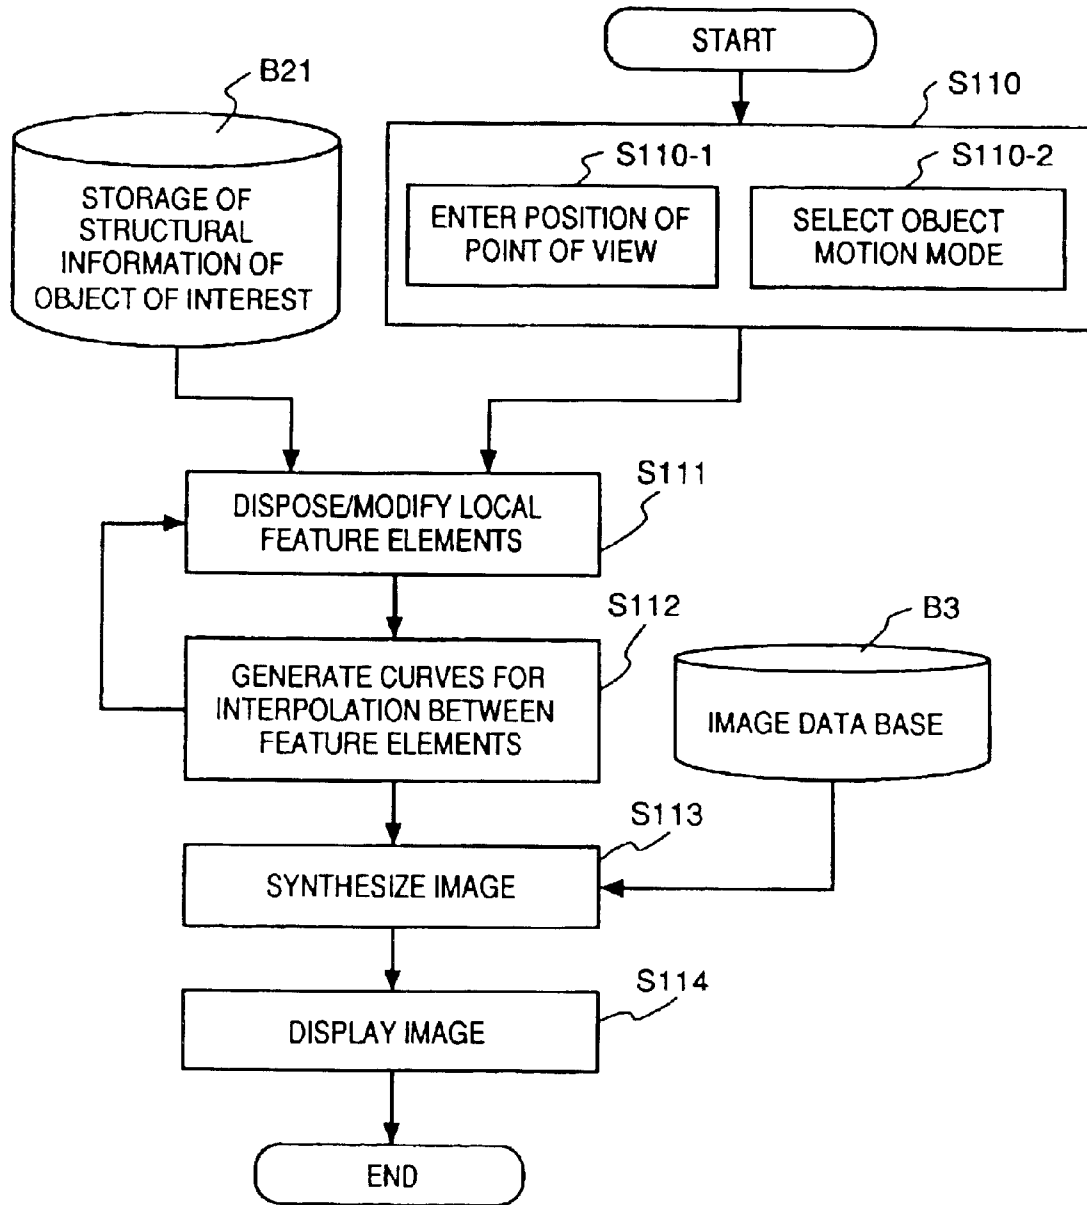 START
B21
S110
S110-1
S110-2
STORAGE OF
STRUCTURAL
INFORMATION OF
OBJECT OF INTEREST
ENTER POSITION OF
POINT OF VIEW
SELECT OBJECT
MOTION MODE
S111
DISPOSE/MODIFY LOCAL
FEATURE ELEMENTS
S112
B3
GENERATE CURVES FOR
INTERPOLATION BETWEEN
FEATURE ELEMENTS
IMAGE DATA BASE
S113
SYNTHESIZE IMAGE
S114
DISPLAY IMAGE
END